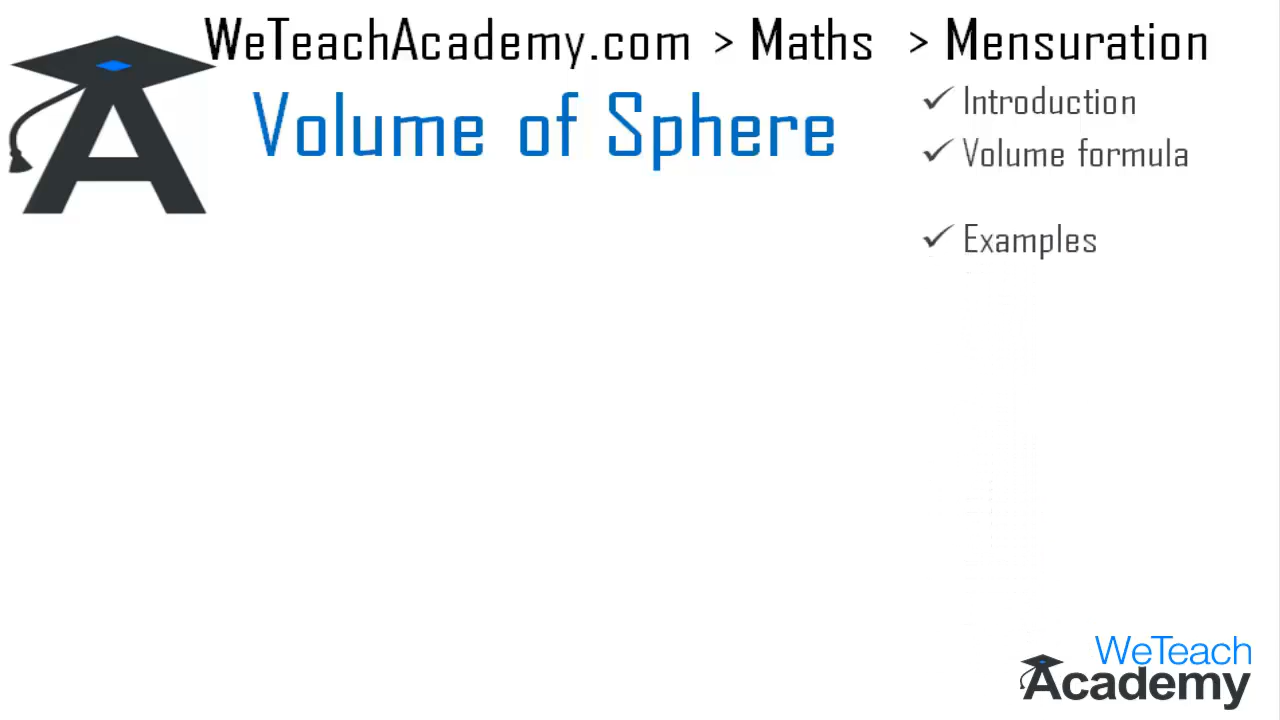 WeTeachAcademy.com > Maths > Mensuration
Volume of Sphere
✓ Introduction
✓ Volume formula
✓ Examples
WeTeach
Academy